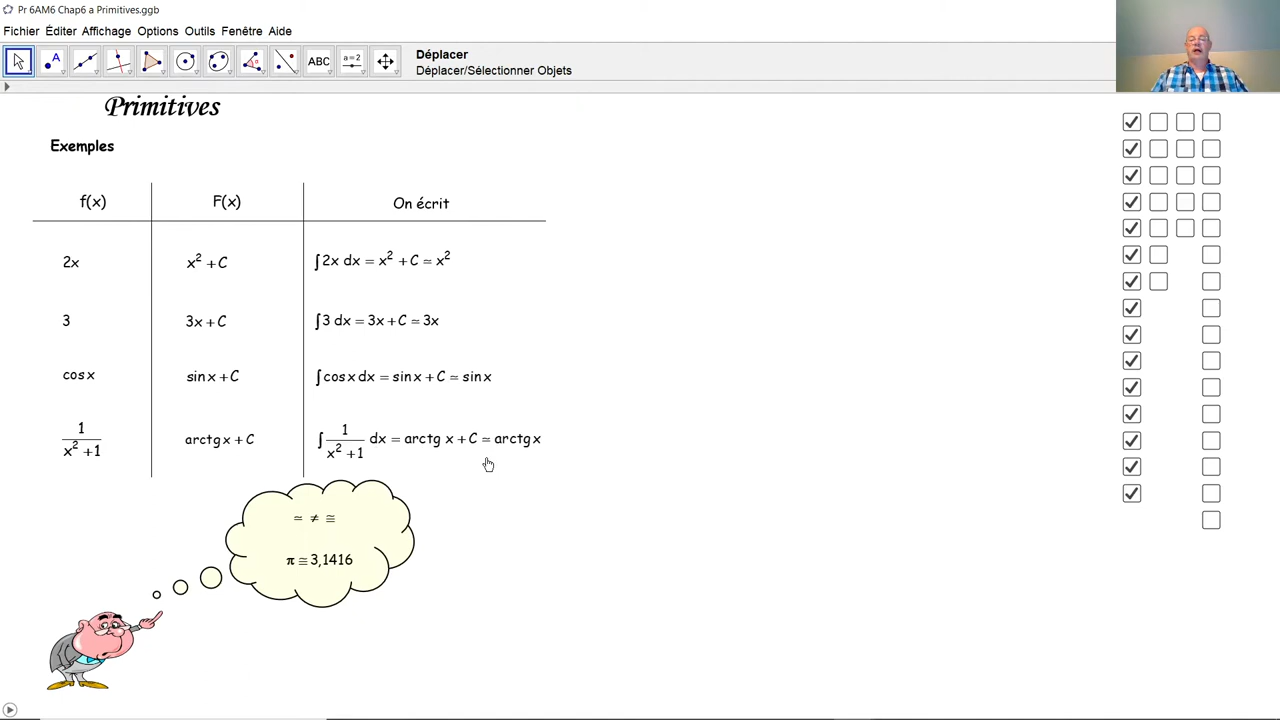 Pr 6AM6 Chap6 a Primitives.ggb
Fichier Éditer Affichage Options Outils Fenêtre Aide
A ABC a=2 Déplacer
Déplacer/Sélectionner Objets
Primitives
Exemples
f(x) F(x) On écrit
2x x² + C ∫2x dx = x² + C ≃ x²
3 3x + C ∫3 dx = 3x + C ≃ 3x
cos x sin x + C ∫cos x dx = sin x + C ≃ sin x
1/(x² + 1) arctg x + C ∫ 1/(x² + 1) dx = arctg x + C ≃ arctg x
≃ ≠ ≅
π ≅ 3,1416